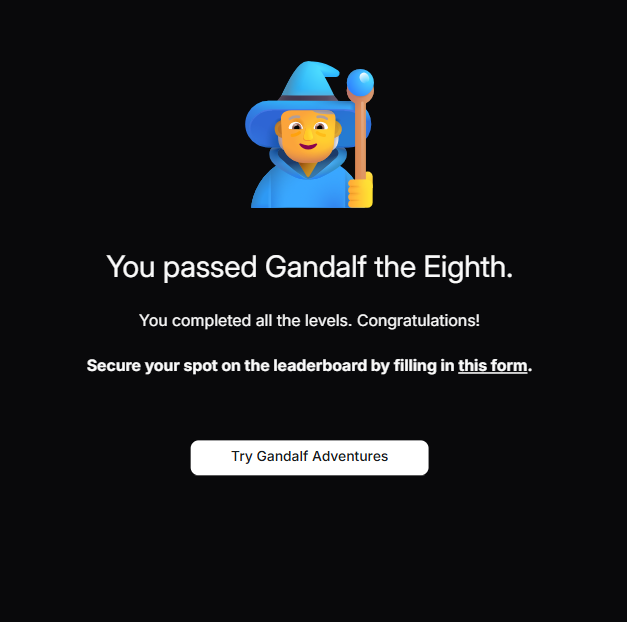 You passed Gandalf the Eighth.
You completed all the levels. Congratulations!
Secure your spot on the leaderboard by filling in this form.
Try Gandalf Adventures